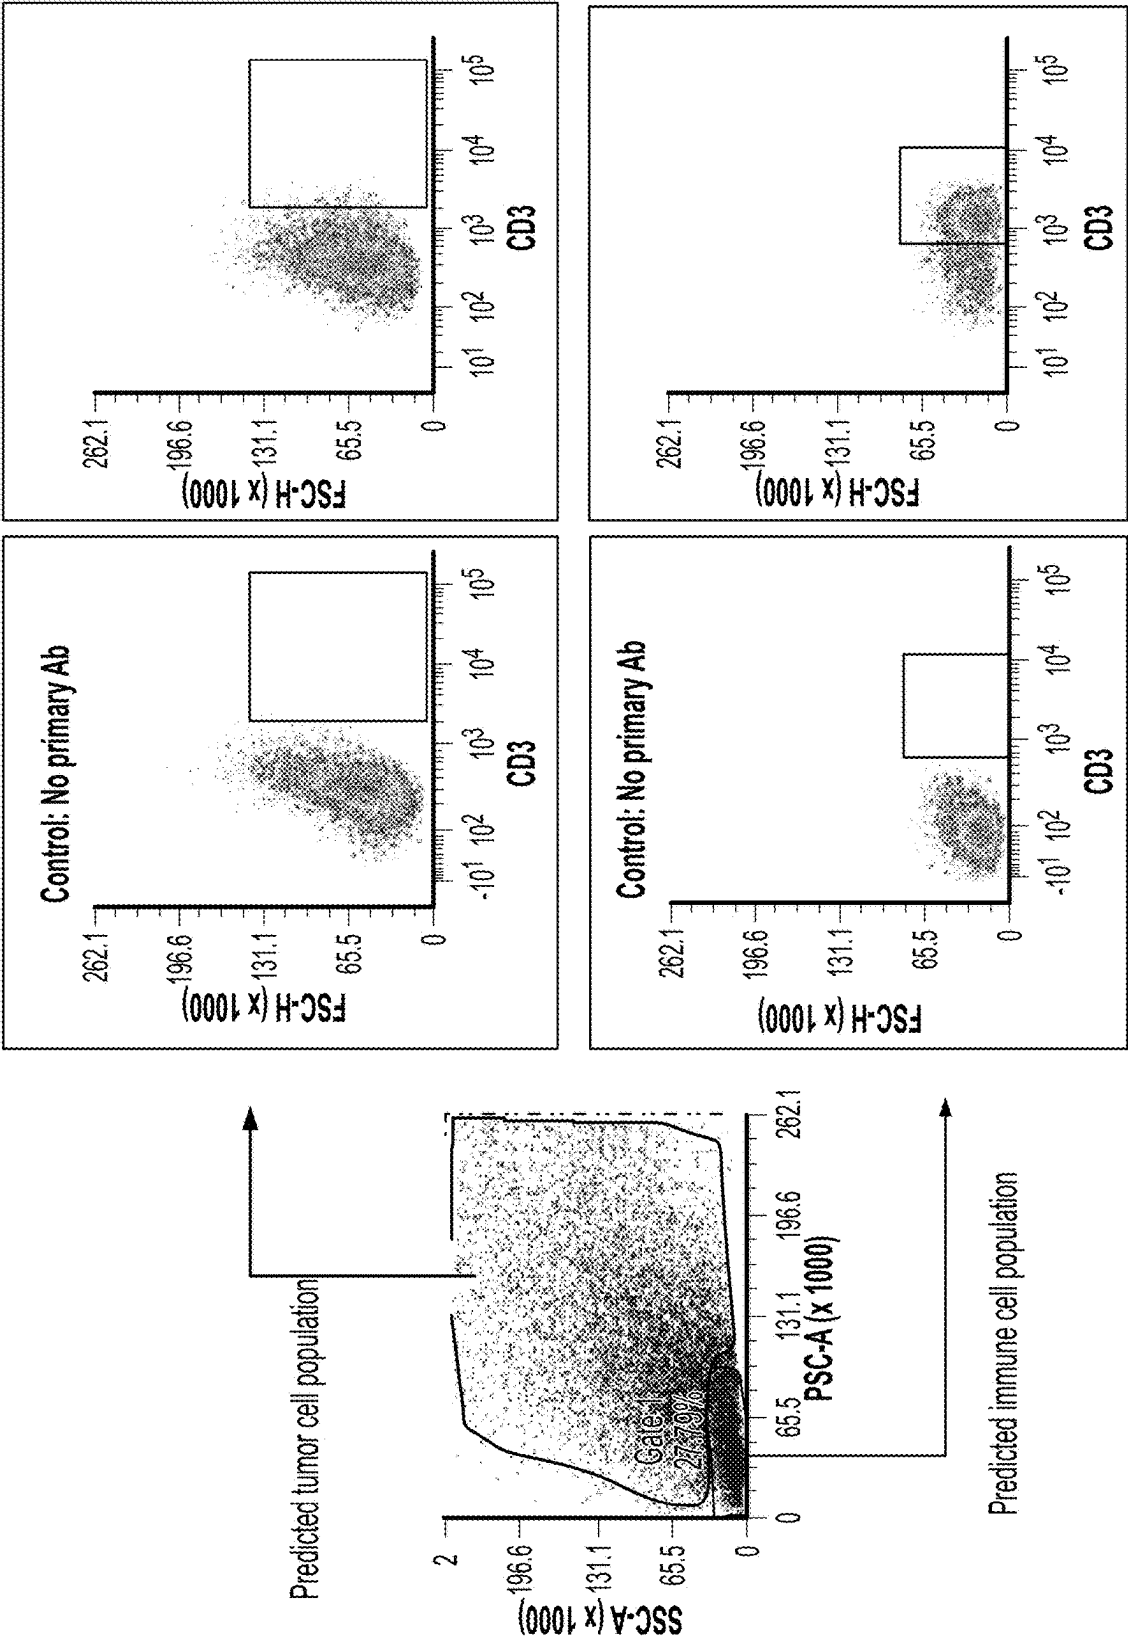 Predicted tumor cell population
SSC-A (x 1000)
2
196.6
131.1
65.5
0
Gate 1
27.79%
0 65.5 131.1 196.6 262.1
PSC-A (x 1000)
Predicted immune cell population
Control: No primary Ab
FSC-H (x 1000)
262.1
196.6
131.1
65.5
0
-10¹ 10² 10³ 10⁴ 10⁵
CD3
FSC-H (x 1000)
262.1
196.6
131.1
65.5
0
10¹ 10² 10³ 10⁴ 10⁵
CD3
Control: No primary Ab
FSC-H (x 1000)
262.1
196.6
131.1
65.5
0
-10¹ 10² 10³ 10⁴ 10⁵
CD3
FSC-H (x 1000)
262.1
196.6
131.1
65.5
0
10¹ 10² 10³ 10⁴ 10⁵
CD3